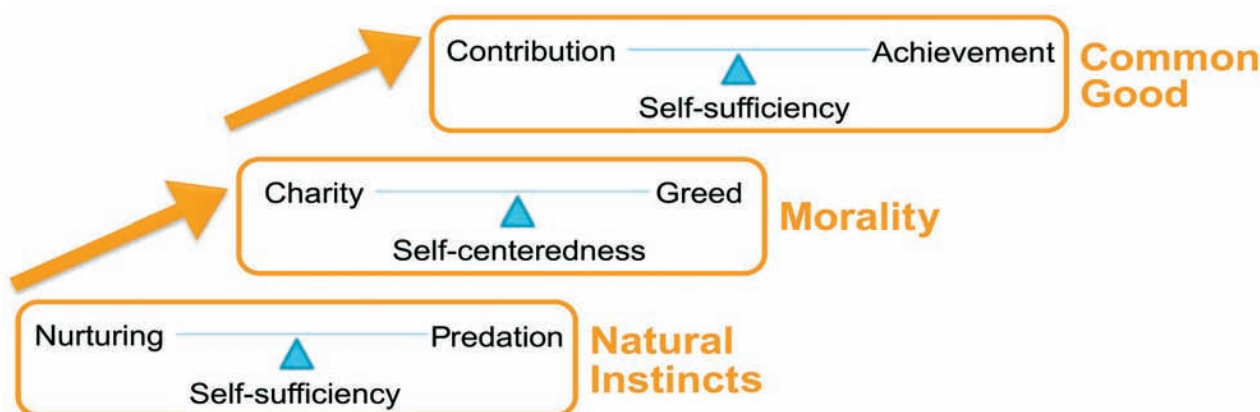 Contribution
Achievement
Self-sufficiency
Common
Good
Charity
Greed
Self-centeredness
Morality
Nurturing
Predation
Self-sufficiency
Natural
Instincts